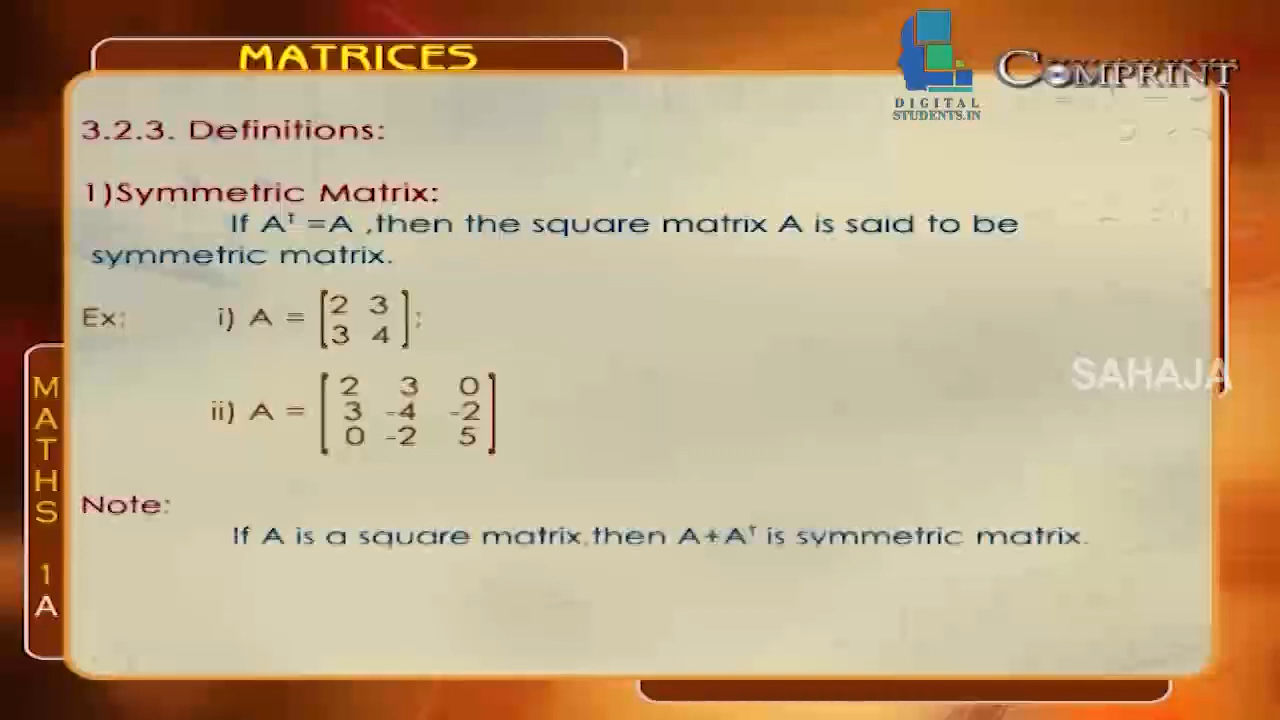 MATRICES
DIGITAL
STUDENTS.IN
COMPRINT
3.2.3. Definitions:
1)Symmetric Matrix:
If Aᵀ =A ,then the square matrix A is said to be
symmetric matrix.
Ex: i) A = [2 3
3 4];
ii) A = [2 3 0
3 -4 -2
0 -2 5]
SAHAJA
Note:
If A is a square matrix,then A+Aᵀ is symmetric matrix.
MATHS 1A